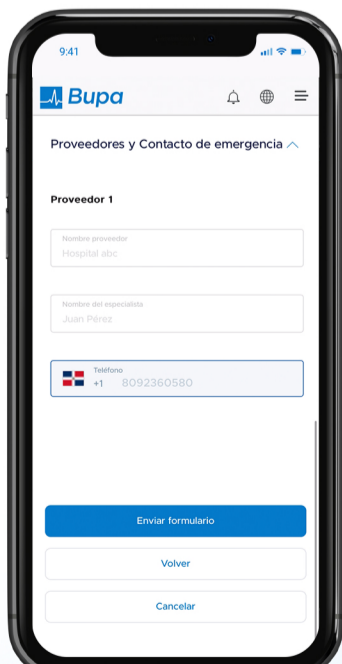 9:41
Bupa
Proveedores y Contacto de emergencia
Proveedor 1
Nombre proveedor
Hospital abc
Nombre del especialista
Juan Pérez
Teléfono
+1 8092360580
Enviar formulario
Volver
Cancelar